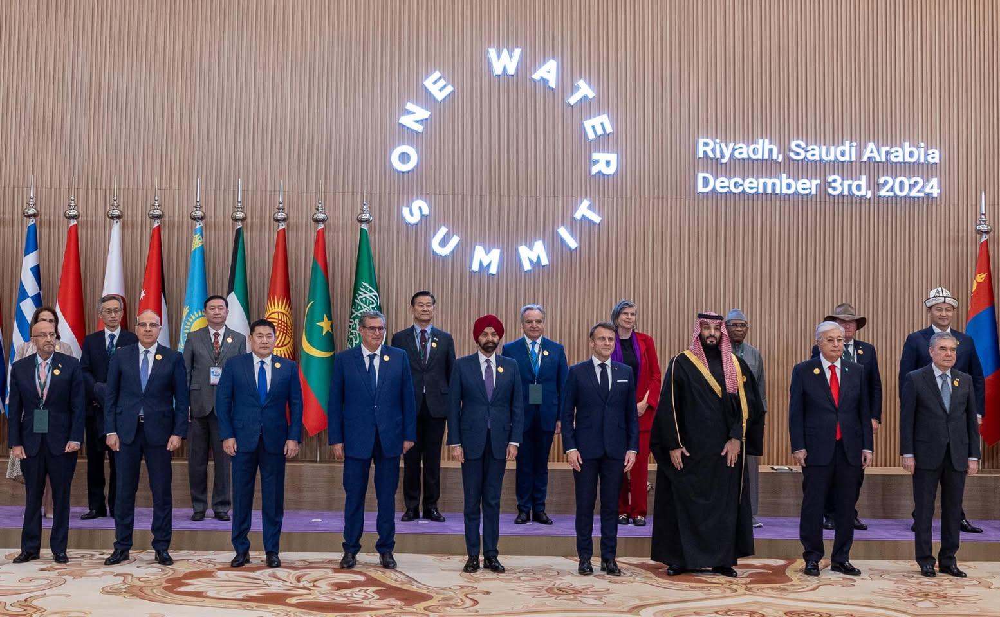 ONE WATER SUMMIT
Riyadh, Saudi Arabia
December 3rd, 2024